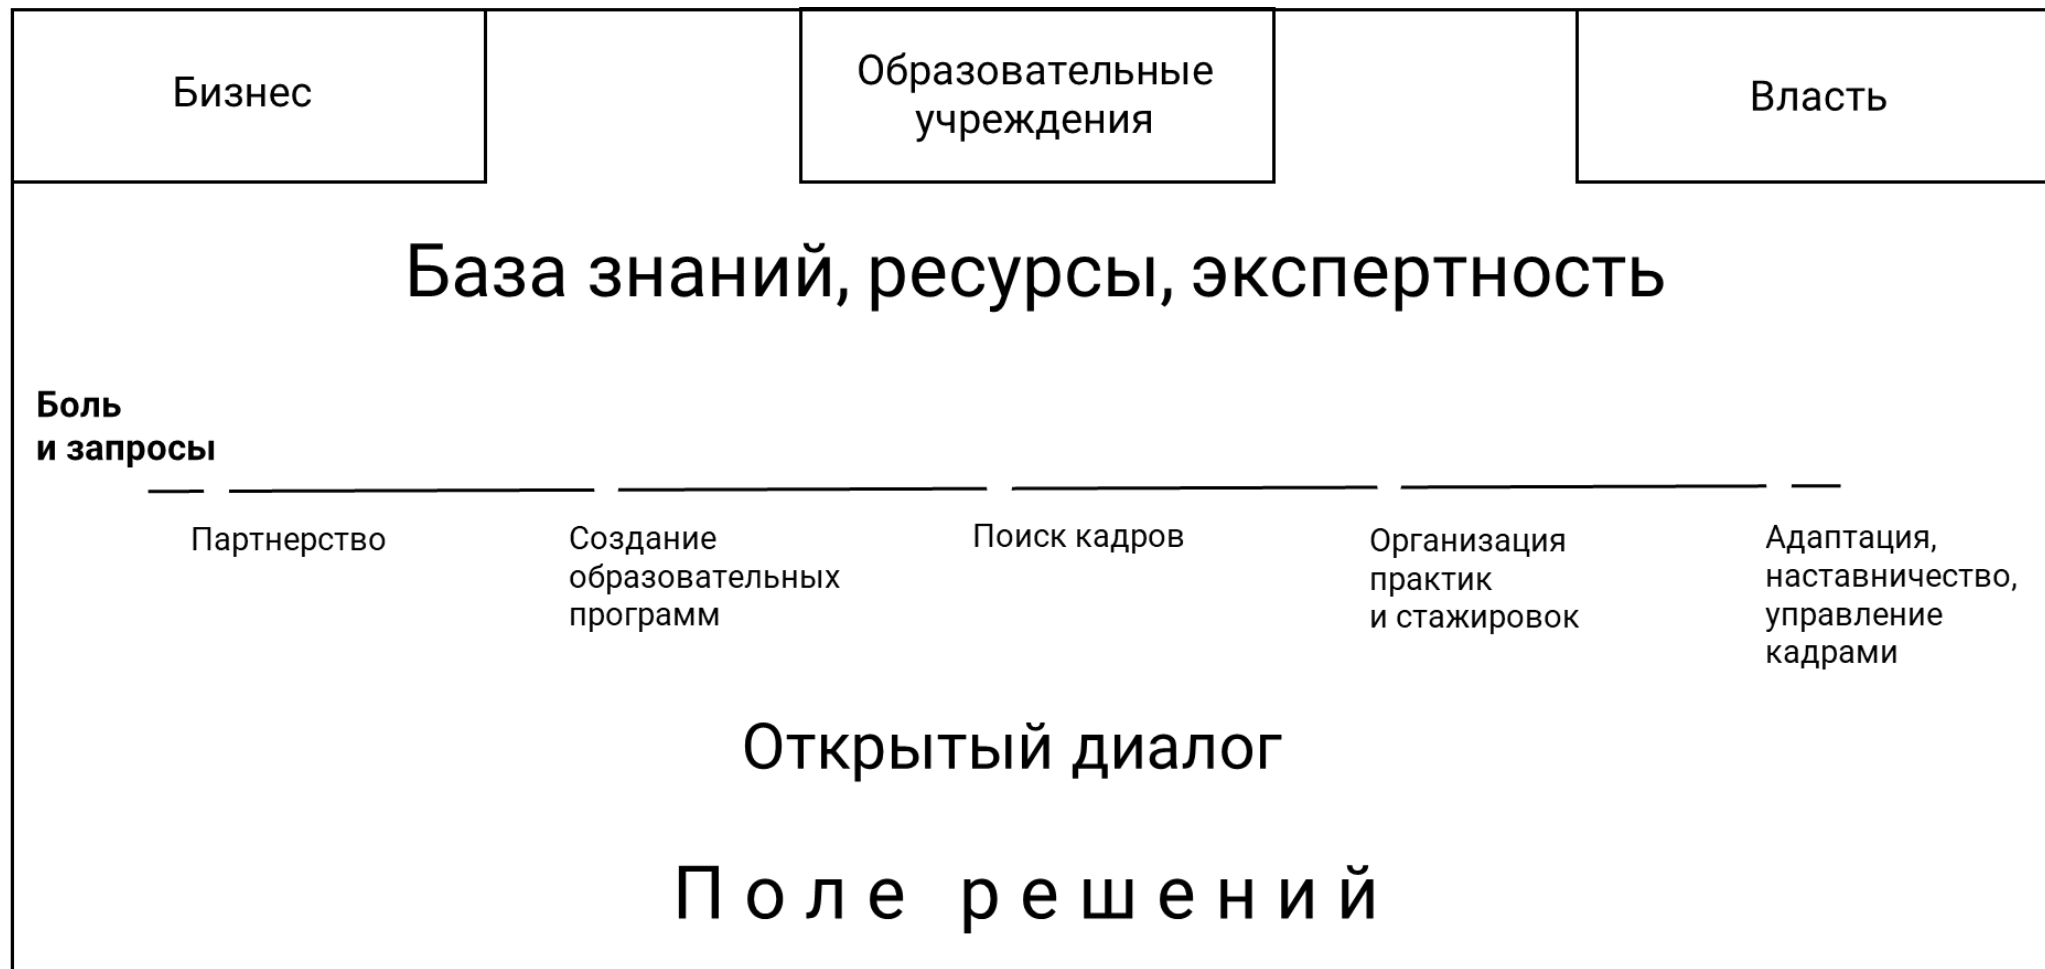 Бизнес
Образовательные
учреждения
Власть
База знаний, ресурсы, экспертность
Боль
и запросы
Партнерство
Создание
образовательных
программ
Поиск кадров
Организация
практик
и стажировок
Адаптация,
наставничество,
управление
кадрами
Открытый диалог
Поле решений